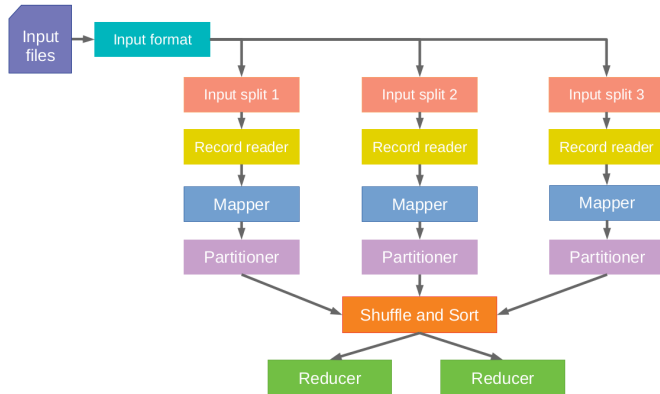 Input
files
Input format
Input split 1
Input split 2
Input split 3
Record reader
Record reader
Record reader
Mapper
Mapper
Mapper
Partitioner
Partitioner
Partitioner
Shuffle and Sort
Reducer
Reducer